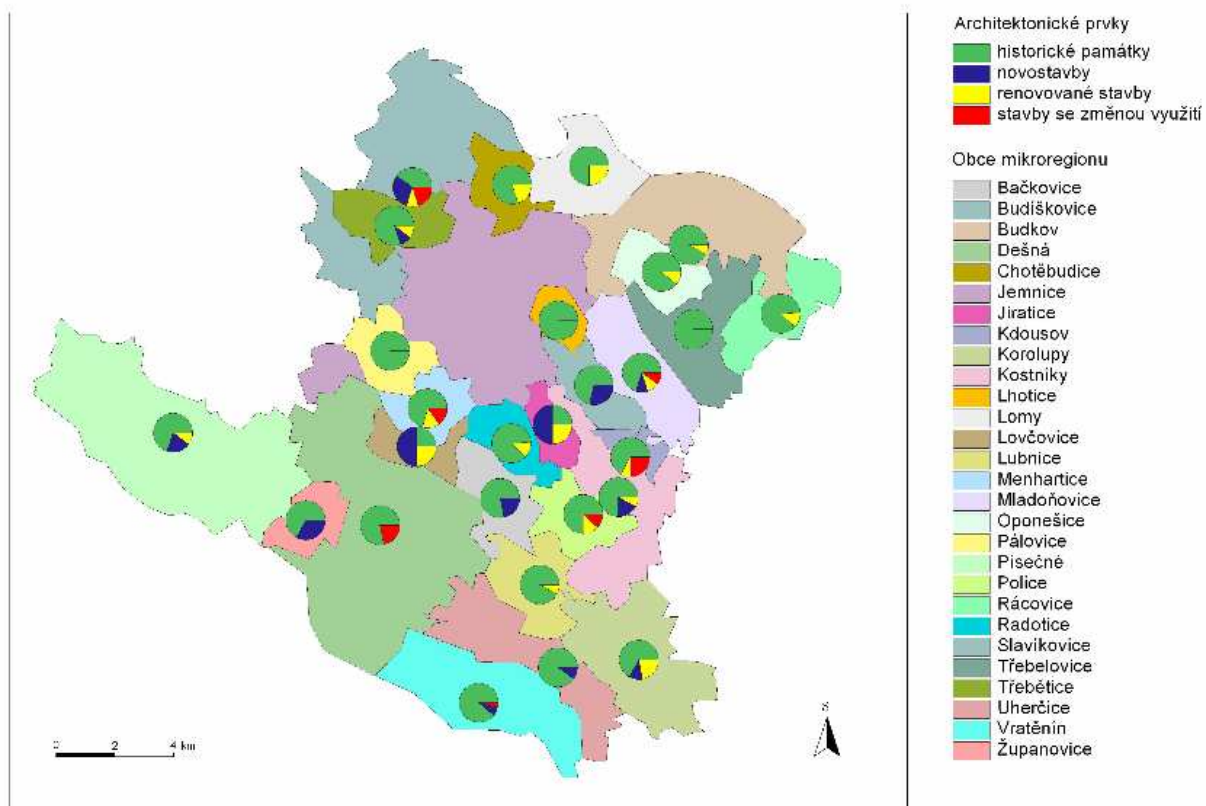 Architektonické prvky
historické památky
novostavby
renovované stavby
stavby se změnou využití
Obce mikroregionu
Bačkovice
Budíškovice
Budkov
Dešná
Chotěbudice
Jemnice
Jiratice
Kdousov
Korolupy
Kostniky
Lhotice
Lomy
Lovčovice
Lubnice
Menhartice
Mladoňovice
Oponešice
Pálovice
Písečné
Police
Rácovice
Radotice
Slavíkovice
Třebelovice
Třebětice
Uherčice
Vratěnín
Županovice
0 2 4 km
S